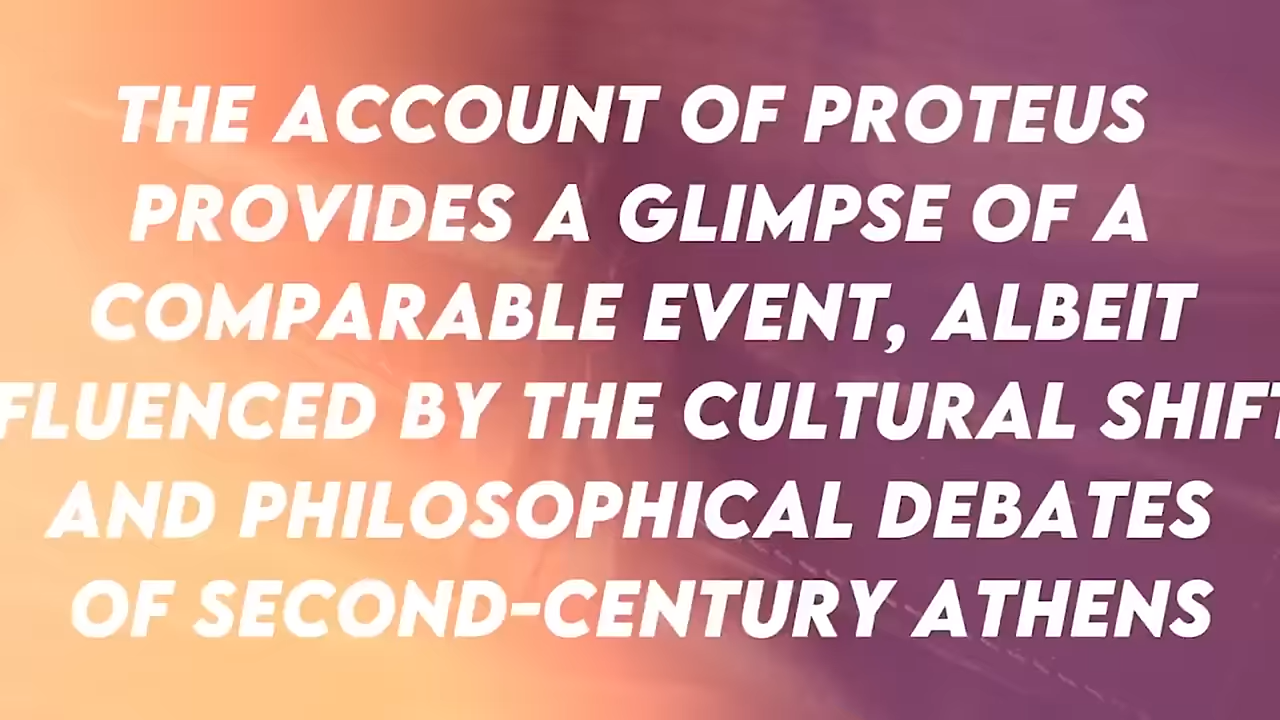 THE ACCOUNT OF PROTEUS
PROVIDES A GLIMPSE OF A
COMPARABLE EVENT, ALBEIT
FLUENCED BY THE CULTURAL SHIFT
AND PHILOSOPHICAL DEBATES
OF SECOND-CENTURY ATHENS